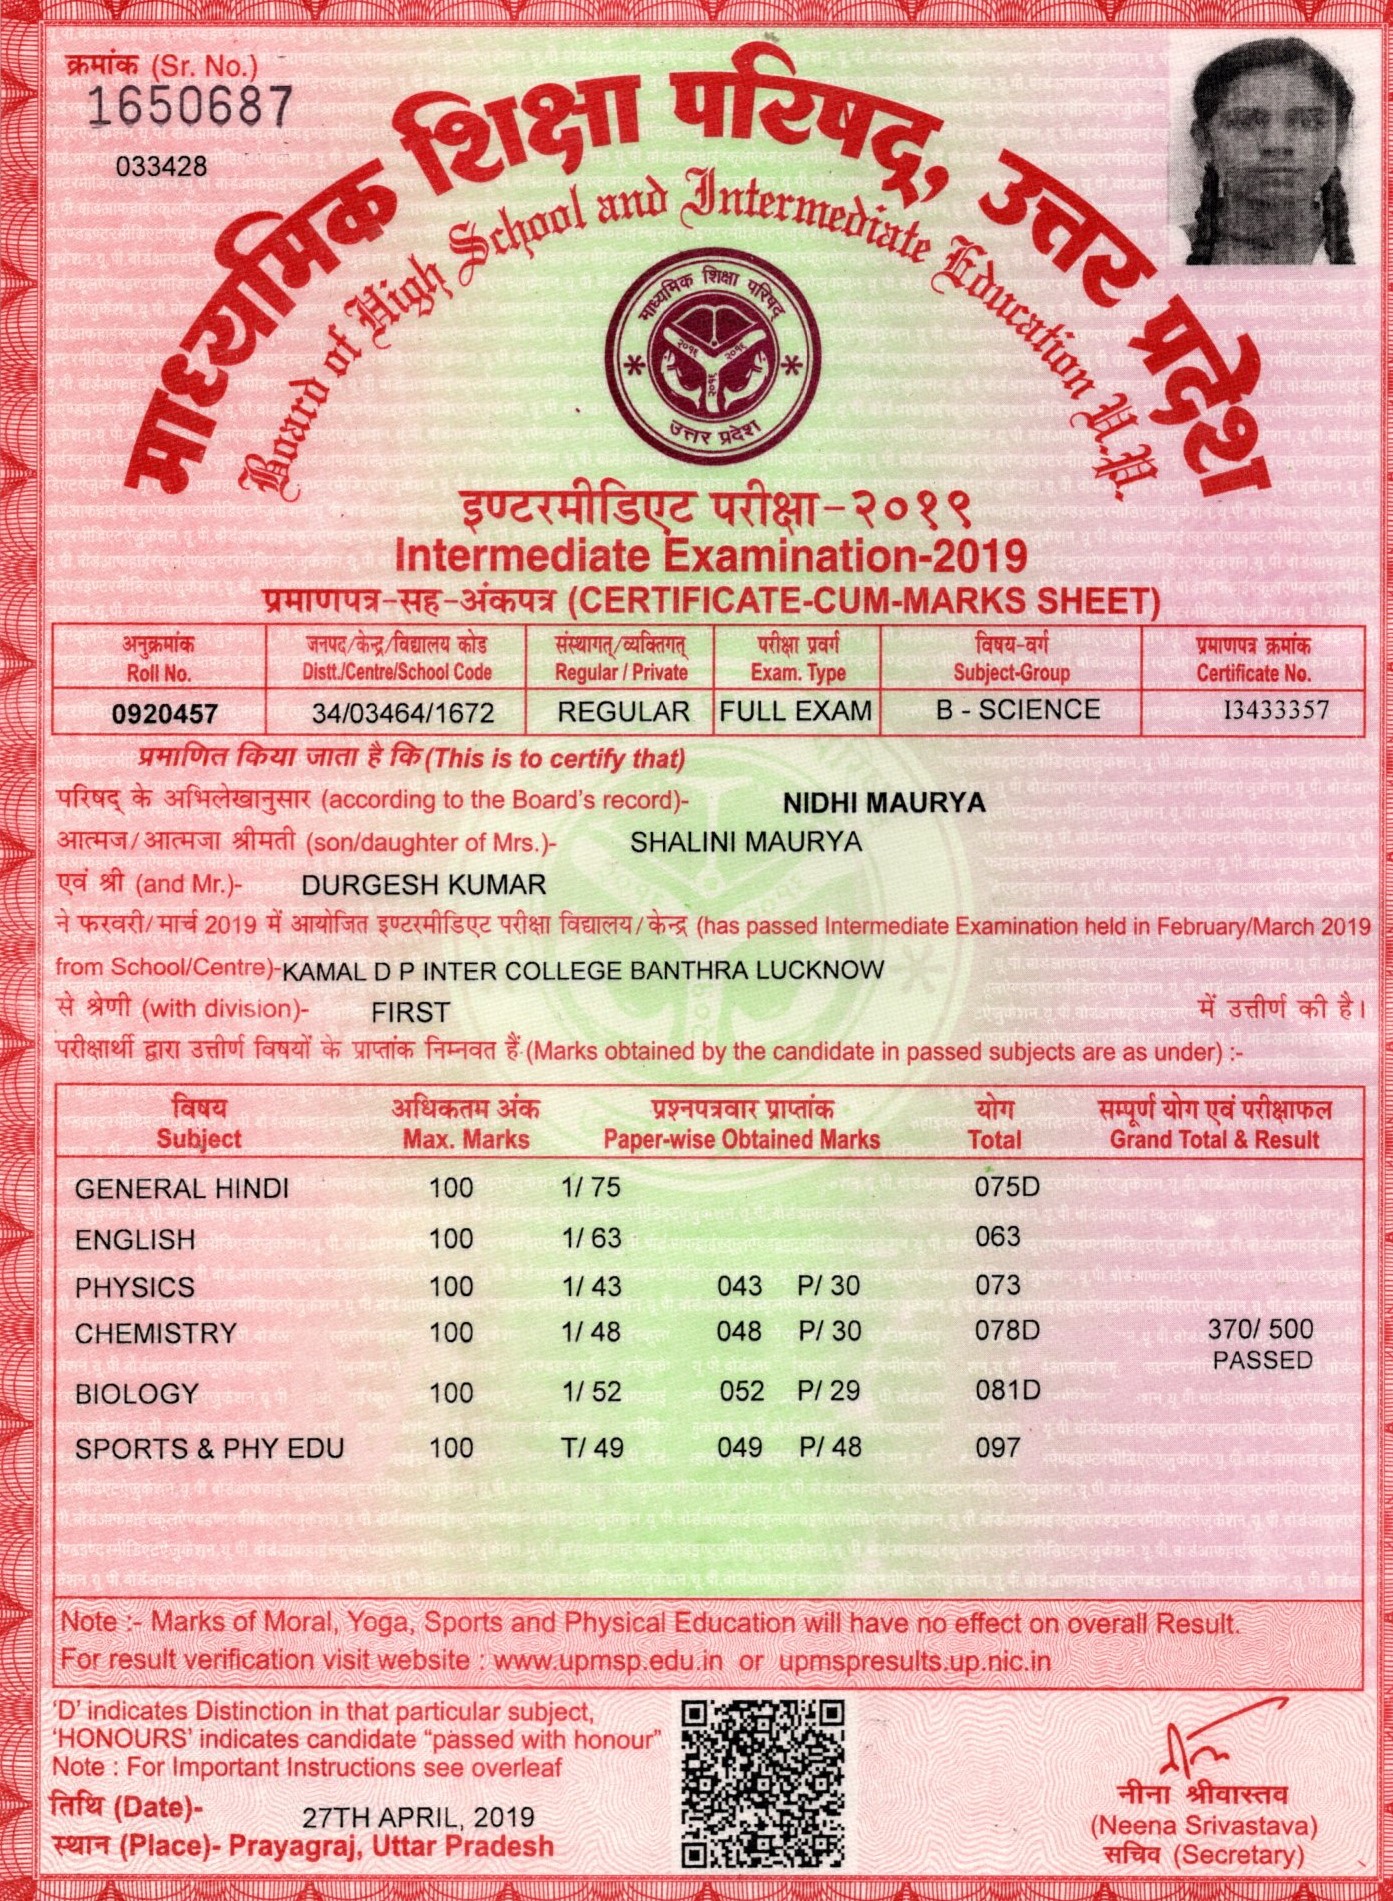 क्रमांक (Sr. No.)
1650687
033428
माध्यमिक शिक्षा परिषद्, उत्तर प्रदेश
Board of High School and Intermediate Education U.P.
माध्यमिक शिक्षा परिषद्
२०१६ २०१६
२०१६
उत्तर प्रदेश
इण्टरमीडिएट परीक्षा-२०१९
Intermediate Examination-2019
प्रमाणपत्र-सह-अंकपत्र (CERTIFICATE-CUM-MARKS SHEET)
अनुक्रमांक जनपद/केन्द्र/विद्यालय कोड संस्थागत्/व्यक्तिगत् परीक्षा प्रवर्ग विषय-वर्ग प्रमाणपत्र क्रमांक
Roll No. Distt./Centre/School Code Regular / Private Exam. Type Subject-Group Certificate No.
0920457 34/03464/1672 REGULAR FULL EXAM B - SCIENCE I3433357
प्रमाणित किया जाता है कि (This is to certify that)
परिषद् के अभिलेखानुसार (according to the Board's record)- NIDHI MAURYA
आत्मज/आत्मजा श्रीमती (son/daughter of Mrs.)- SHALINI MAURYA
एवं श्री (and Mr.)- DURGESH KUMAR
ने फरवरी/मार्च 2019 में आयोजित इण्टरमीडिएट परीक्षा विद्यालय/केन्द्र (has passed Intermediate Examination held in February/March 2019
from School/Centre)- KAMAL D P INTER COLLEGE BANTHRA LUCKNOW
से श्रेणी (with division)- FIRST में उत्तीर्ण की है।
परीक्षार्थी द्वारा उत्तीर्ण विषयों के प्राप्तांक निम्नवत हैं (Marks obtained by the candidate in passed subjects are as under) :-
विषय अधिकतम अंक प्रश्नपत्रवार प्राप्तांक योग सम्पूर्ण योग एवं परीक्षाफल
Subject Max. Marks Paper-wise Obtained Marks Total Grand Total & Result
GENERAL HINDI 100 1/ 75 075D
ENGLISH 100 1/ 63 063
PHYSICS 100 1/ 43 043 P/ 30 073
CHEMISTRY 100 1/ 48 048 P/ 30 078D 370/ 500
PASSED
BIOLOGY 100 1/ 52 052 P/ 29 081D
SPORTS & PHY EDU 100 T/ 49 049 P/ 48 097
Note :- Marks of Moral, Yoga, Sports and Physical Education will have no effect on overall Result.
For result verification visit website : www.upmsp.edu.in or upmspresults.up.nic.in
'D' indicates Distinction in that particular subject,
'HONOURS' indicates candidate "passed with honour"
Note : For Important Instructions see overleaf
तिथि (Date)- 27TH APRIL, 2019
स्थान (Place)- Prayagraj, Uttar Pradesh
नीना श्रीवास्तव
(Neena Srivastava)
सचिव (Secretary)